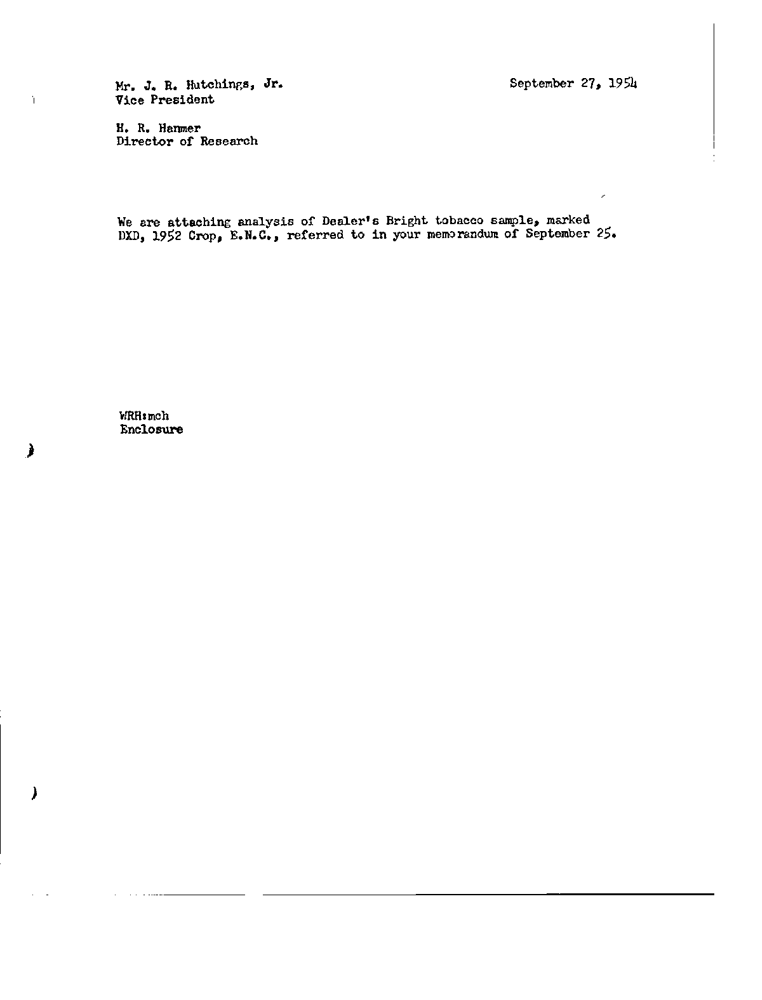 Mr. J. R. Hutchings, Jr. September 27, 1954
Vice President
H. R. Hanmer
Director of Research
We are attaching analysis of Dealer's Bright tobacco sample, marked
DXD, 1952 Crop, E.N.C., referred to in your memorandum of September 25.
WRH:mch
Enclosure